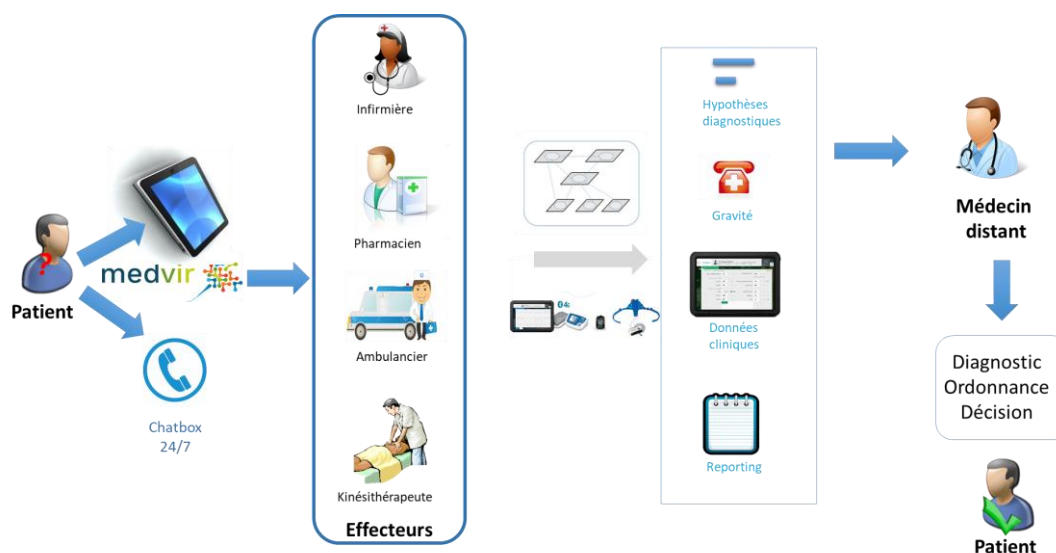 Patient
medvir
Chatbox
24/7
Infirmière
Pharmacien
Ambulancier
Kinésithérapeute
Effecteurs
Hypothèses
diagnostiques
Gravité
Données
cliniques
Reporting
Médecin
distant
Diagnostic
Ordonnance
Décision
Patient